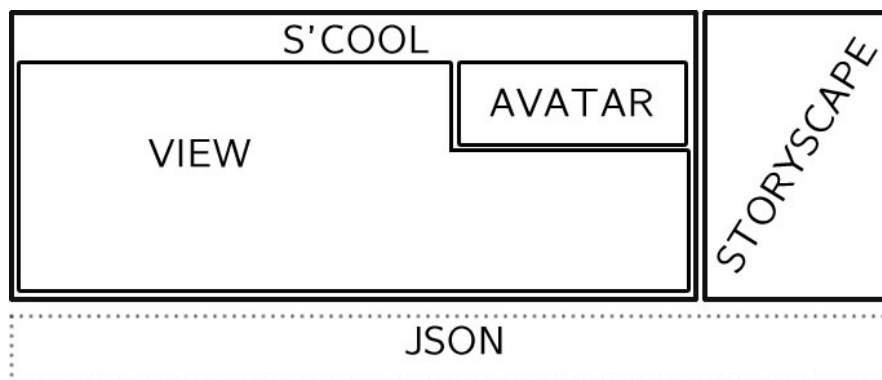 S'COOL
AVATAR
VIEW
STORYSCAPE
JSON